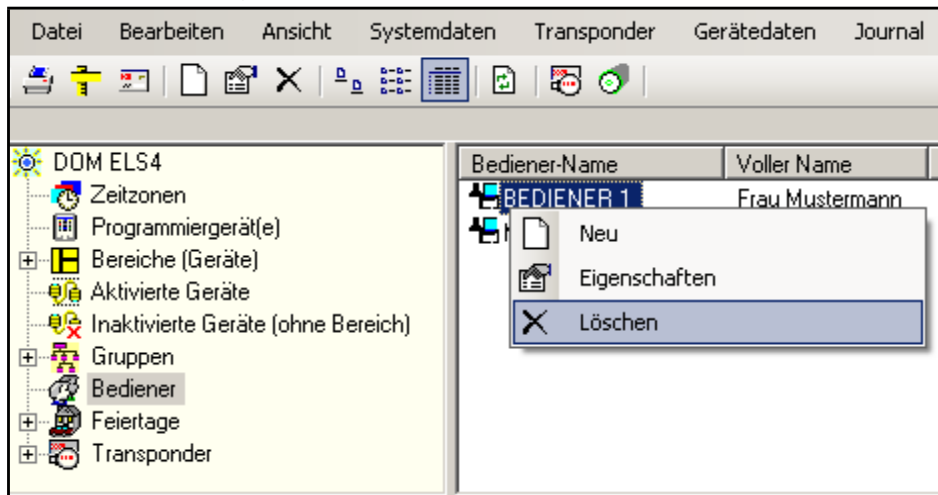 Datei Bearbeiten Ansicht Systemdaten Transponder Gerätedaten Journal
DOM ELS4
Zeitzonen
Programmiergerät(e)
Bereiche (Geräte)
Aktivierte Geräte
Inaktivierte Geräte (ohne Bereich)
Gruppen
Bediener
Feiertage
Transponder
Bediener-Name Voller Name
BEDIENER 1 Frau Mustermann
Neu
Eigenschaften
Löschen